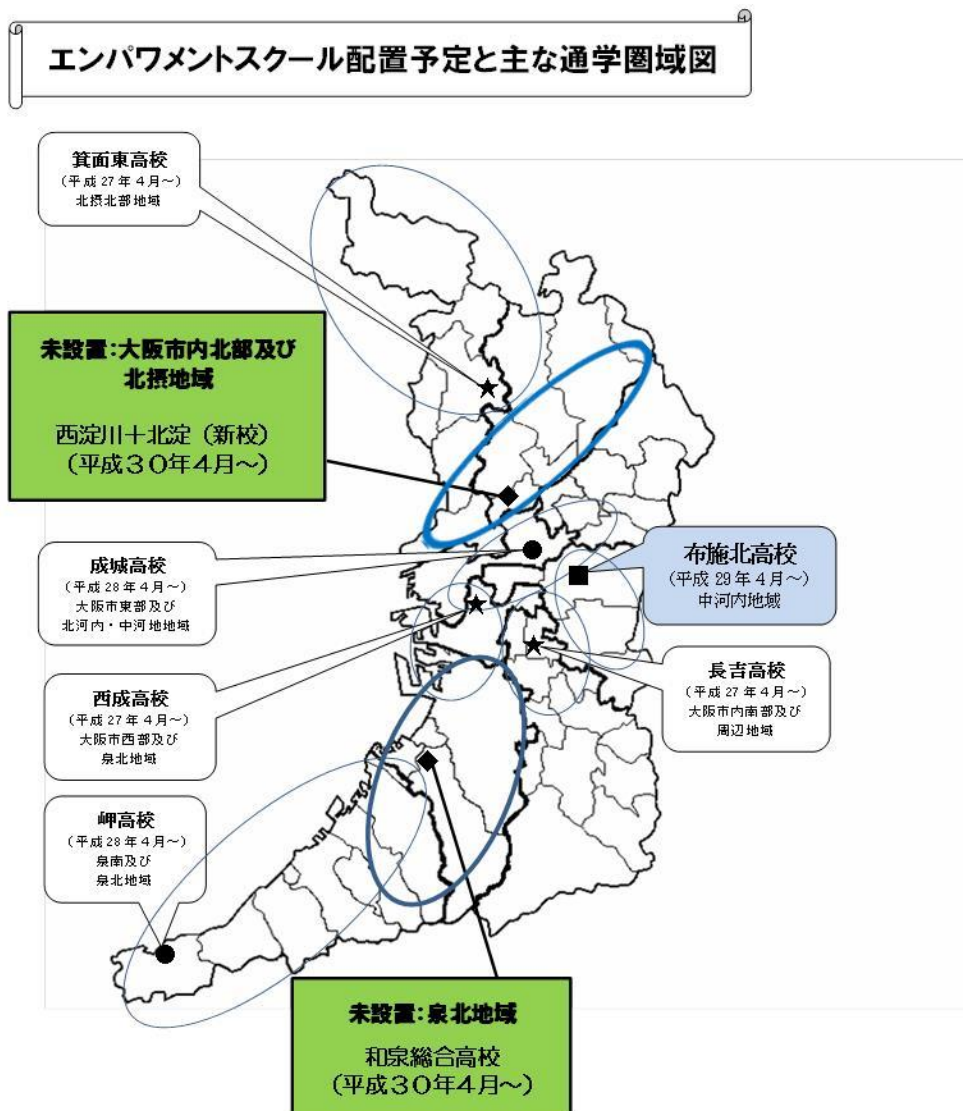 エンパワメントスクール配置予定と主な通学圏域図
箕面東高校
（平成27年4月～）
北摂北部地域
未設置：大阪市内北部及び
北摂地域
西淀川＋北淀（新校）
（平成３０年４月～）
成城高校
（平成28年4月～）
大阪市東部及び
北河内・中河地地域
布施北高校
（平成29年4月～）
中河内地域
西成高校
（平成27年4月～）
大阪市西部及び
泉北地域
長吉高校
（平成27年4月～）
大阪市内南部及び
周辺地域
岬高校
（平成28年4月～）
泉南及び
泉北地域
未設置：泉北地域
和泉総合高校
（平成３０年４月～）